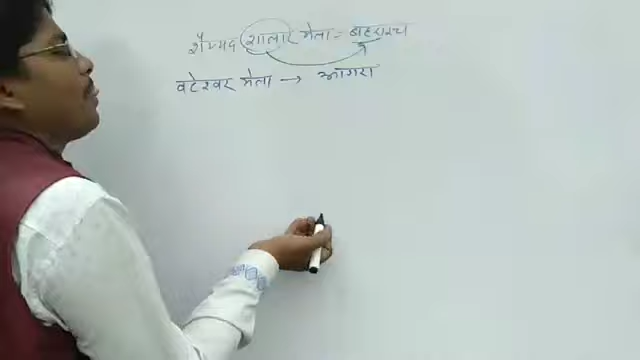 सैय्यद शालार मेला - बहराइच
वटेश्वर मेला → आगरा